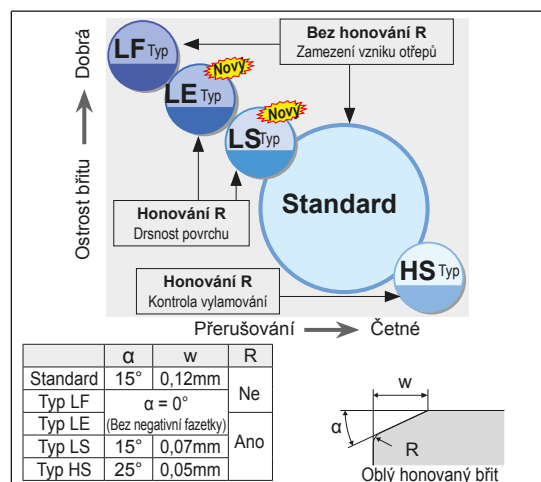 Bez honování R
Zamezení vzniku otřepů
LF Typ
Nový
LE Typ
Nový
LS Typ
Standard
Honování R
Drsnost povrchu
HS Typ
Honování R
Kontrola vylamování
Ostrost břitu
Dobrá
Přerušování
Četné
α w R
Standard 15° 0,12mm Ne
Typ LF α = 0°
Typ LE (Bez negativní fazetky) Ano
Typ LS 15° 0,07mm
Typ HS 25° 0,05mm
w
α
R
Oblý honovaný břit